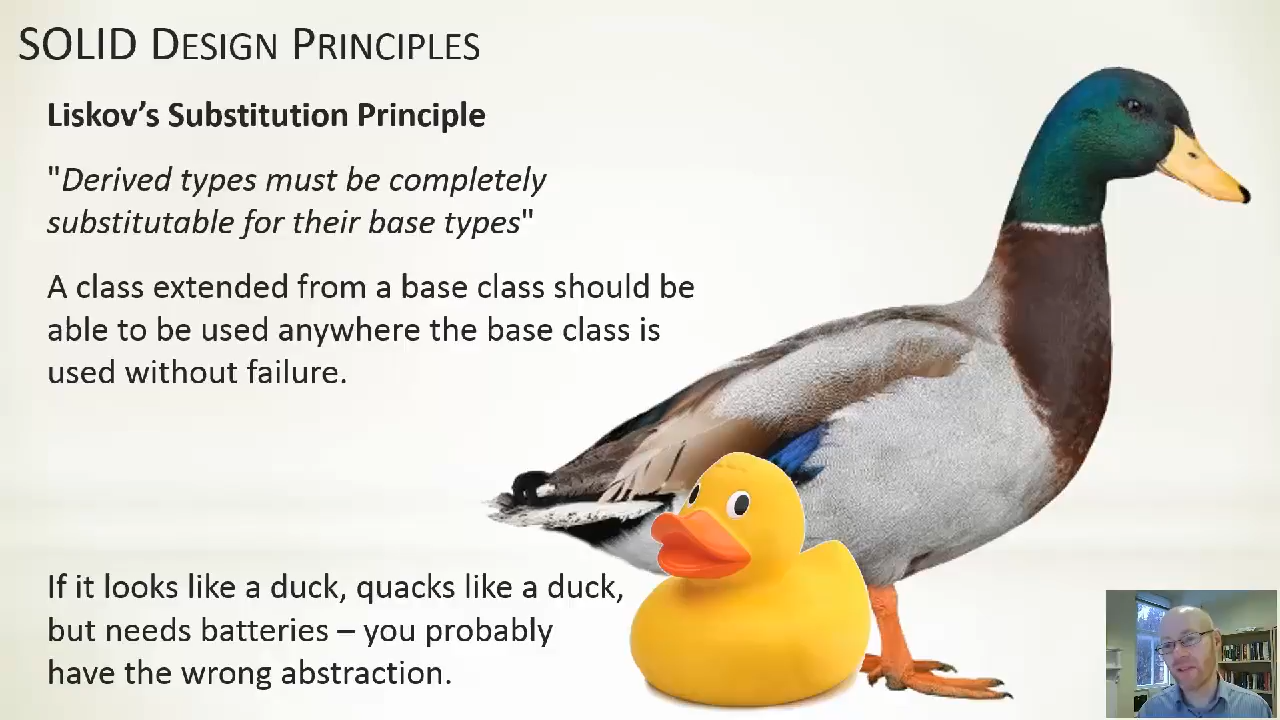 SOLID DESIGN PRINCIPLES
Liskov’s Substitution Principle
"Derived types must be completely
substitutable for their base types"
A class extended from a base class should be
able to be used anywhere the base class is
used without failure.
If it looks like a duck, quacks like a duck,
but needs batteries – you probably
have the wrong abstraction.